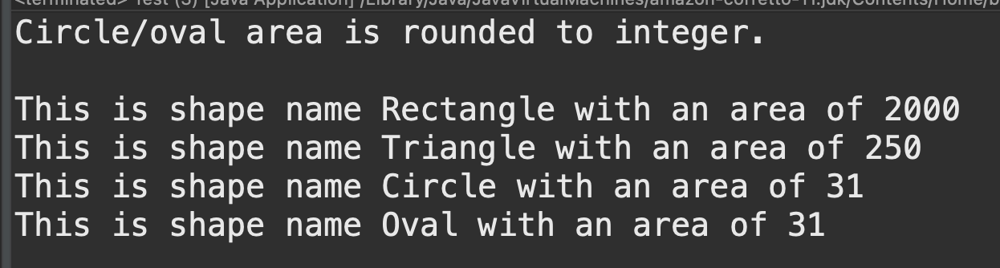 <terminated> Test (3) [Java Application] /Library/Java/JavaVirtualMachines/amazon-corretto-11.jdk/Contents/Home/b
Circle/oval area is rounded to integer.
This is shape name Rectangle with an area of 2000
This is shape name Triangle with an area of 250
This is shape name Circle with an area of 31
This is shape name Oval with an area of 31